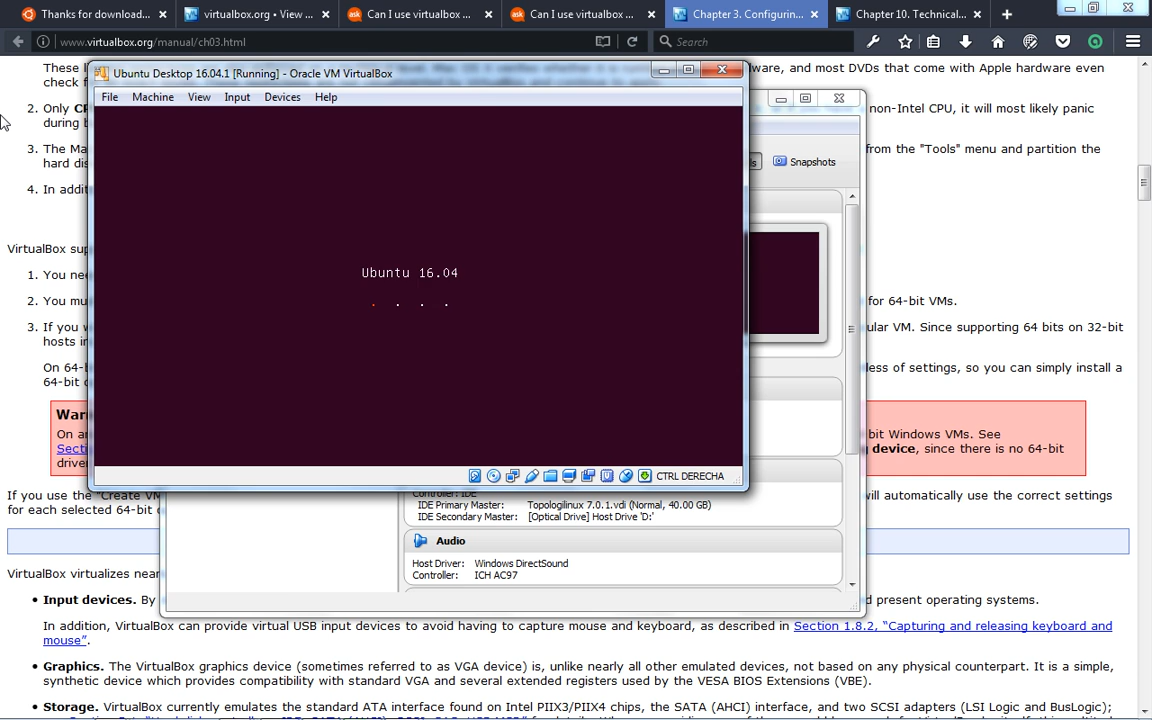 Thanks for download...
virtualbox.org • View ...
Can I use virtualbox ...
Can I use virtualbox ...
Chapter 3. Configurin...
Chapter 10. Technical...
www.virtualbox.org/manual/ch03.html
Search
dware, and most DVDs that come with Apple hardware even
check f
Ubuntu Desktop 16.04.1 [Running] - Oracle VM VirtualBox
File Machine View Input Devices Help
2. Only
non-Intel CPU, it will most likely panic
during b
3. The Ma
from the "Tools" menu and partition the
hard dis
Snapshots
4. In addit
VirtualBox sup
Ubuntu 16.04
. . . .
1. You nee
2. You mu
for 64-bit VMs.
3. If you w
ular VM. Since supporting 64 bits on 32-bit
hosts in
On 64-b
less of settings, so you can simply install a
64-bit o
Warn
On a
bit Windows VMs. See
Secti
device, since there is no 64-bit
driver
CTRL DERECHA
If you use the "Create VM
will automatically use the correct settings
for each selected 64-bit o
Controller: IDE
IDE Primary Master: Topologilinux 7.0.1.vdi (Normal, 40.00 GB)
IDE Secondary Master: [Optical Drive] Host Drive 'D:'
Audio
Host Driver: Windows DirectSound
Controller: ICH AC97
VirtualBox virtualizes near
• Input devices. By
d present operating systems.
In addition, VirtualBox can provide virtual USB input devices to avoid having to capture mouse and keyboard, as described in Section 1.8.2, “Capturing and releasing keyboard and
mouse”.
• Graphics. The VirtualBox graphics device (sometimes referred to as VGA device) is, unlike nearly all other emulated devices, not based on any physical counterpart. It is a simple,
synthetic device which provides compatibility with standard VGA and several extended registers used by the VESA BIOS Extensions (VBE).
• Storage. VirtualBox currently emulates the standard ATA interface found on Intel PIIX3/PIIX4 chips, the SATA (AHCI) interface, and two SCSI adapters (LSI Logic and BusLogic);